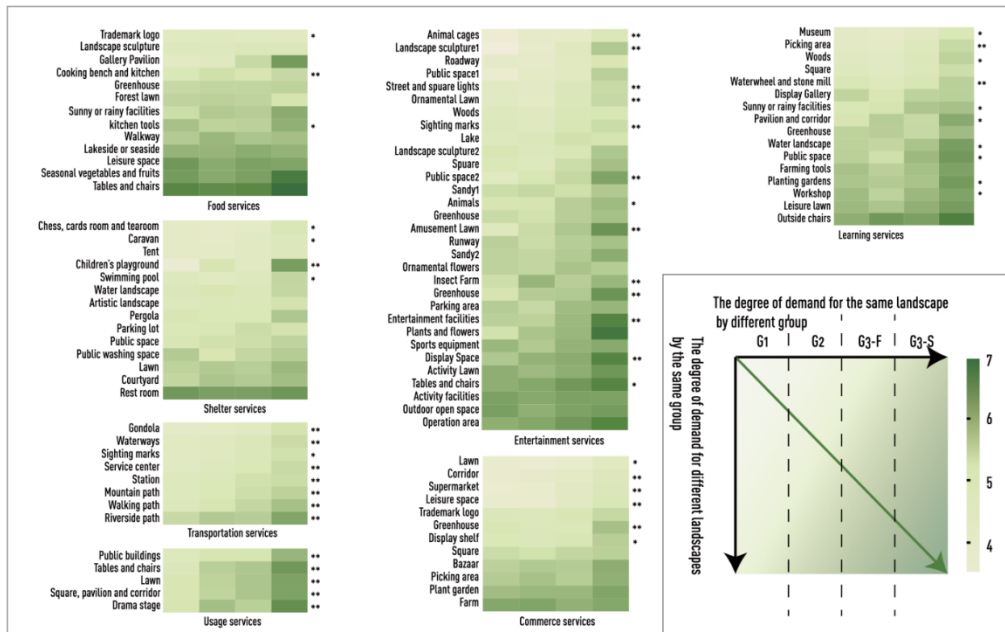 Trademark logo *
Landscape sculpture
Gallery Pavilion
Cooking bench and kitchen **
Greenhouse
Forest lawn
Sunny or rainy facilities
kitchen tools *
Walkway
Lakeside or seaside
Leisure space
Seasonal vegetables and fruits
Tables and chairs
Food services
Chess, cards room and tearoom *
Caravan *
Tent
Children's playground **
Swimming pool *
Water landscape
Artistic landscape
Pergola
Parking lot
Public space
Public washing space
Lawn
Courtyard
Rest room
Shelter services
Gondola **
Waterways **
Sighting marks *
Service center **
Station **
Mountain path **
Walking path **
Riverside path **
Transportation services
Public buildings **
Tables and chairs **
Lawn **
Square, pavilion and corridor **
Drama stage **
Usage services
Animal cages **
Landscape sculpture1 **
Roadway
Public space1
Street and spuare lights **
Ornamental Lawn **
Woods
Sighting marks **
Lake
Landscape sculpture2
Spuare
Public space2 **
Sandy1
Animals *
Greenhouse
Amusement Lawn **
Runway
Sandy2
Ornamental flowers
Insect Farm **
Greenhouse **
Parking area
Entertainment facilities **
Plants and flowers
Sports equipment
Display Space **
Activity Lawn
Tables and chairs *
Activity facilities
Outdoor open space
Operation area
Entertainment services
Lawn *
Corridor **
Supermarket **
Leisure space **
Trademark logo
Greenhouse **
Display shelf *
Square
Bazaar
Picking area
Plant garden
Farm
Commerce services
Museum *
Picking area **
Woods *
Square
Waterwheel and stone mill **
Display Gallery
Sunny or rainy facilities *
Pavilion and corridor *
Greenhouse
Water landscape *
Public space *
Farming tools
Planting gardens *
Workshop *
Leisure lawn
Outside chairs
Learning services
The degree of demand for the same landscape
by different group
G1 G2 G3-F G3-S
The degree of demand for different landscapes
by the same group
7
6
5
4